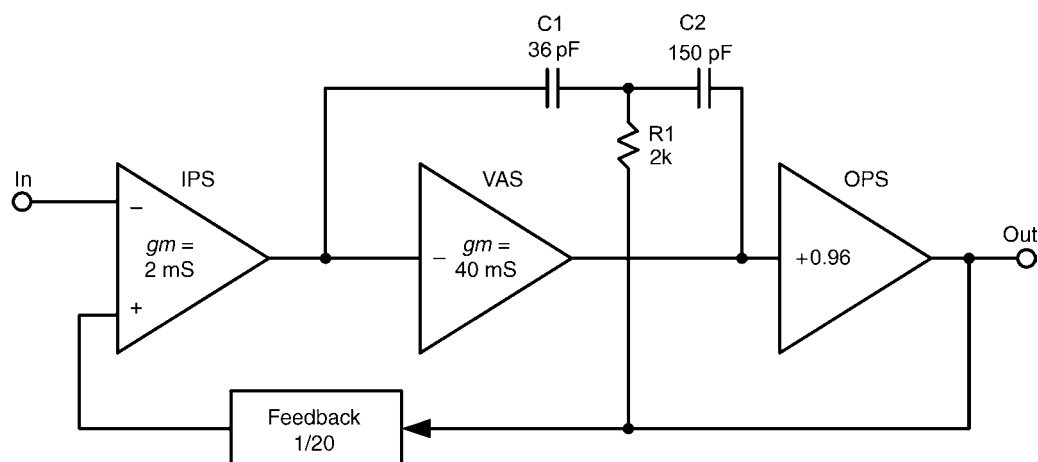 C1
36 pF
C2
150 pF
R1
2k
In
IPS
VAS
OPS
Out
−
gm =
2 mS
+
−
gm =
40 mS
+0.96
Feedback
1/20